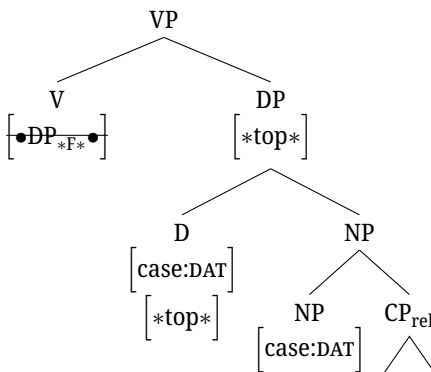 VP
V DP
[•DP∗F∗•] [∗top∗]
D NP
[case:DAT]
[∗top∗] NP CPrel
[case:DAT]